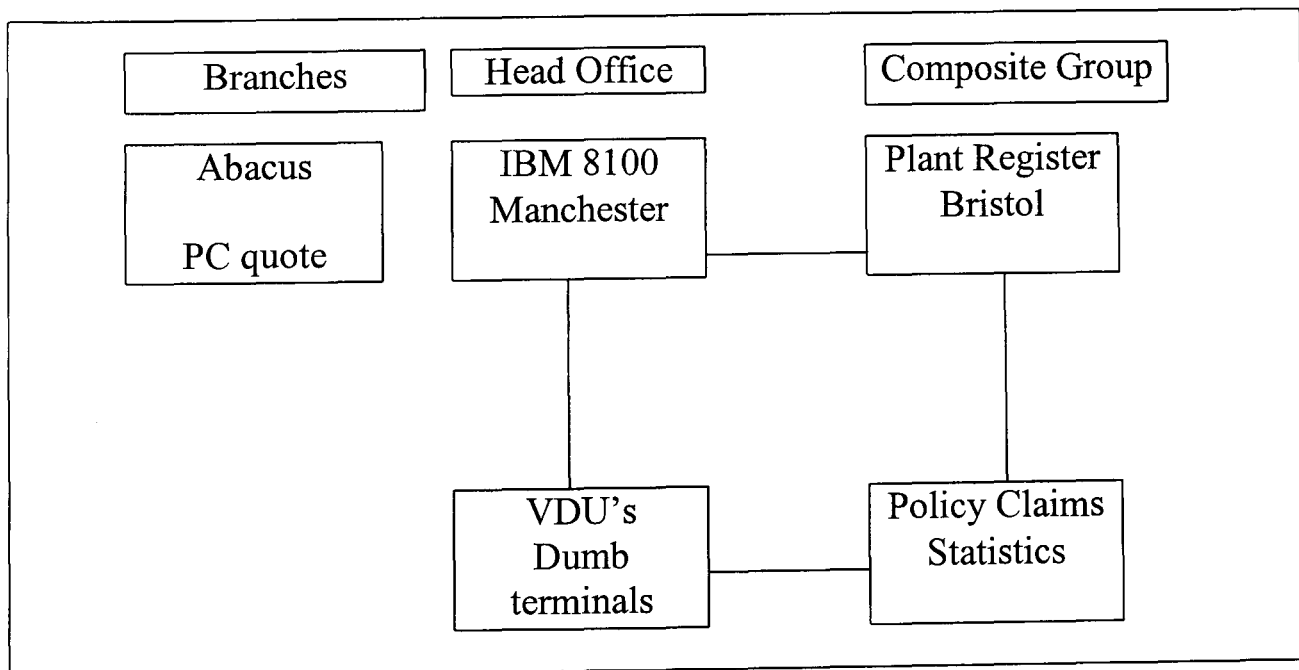 Branches
Head Office
Composite Group
Abacus
PC quote
IBM 8100
Manchester
Plant Register
Bristol
VDU's
Dumb
terminals
Policy Claims
Statistics